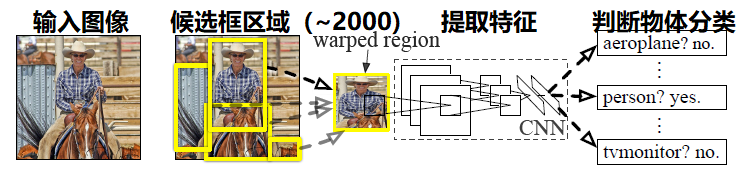 输入图像
候选框区域（~2000）
提取特征
判断物体分类
warped region
aeroplane? no.
⋮
person? yes.
⋮
CNN
tvmonitor? no.